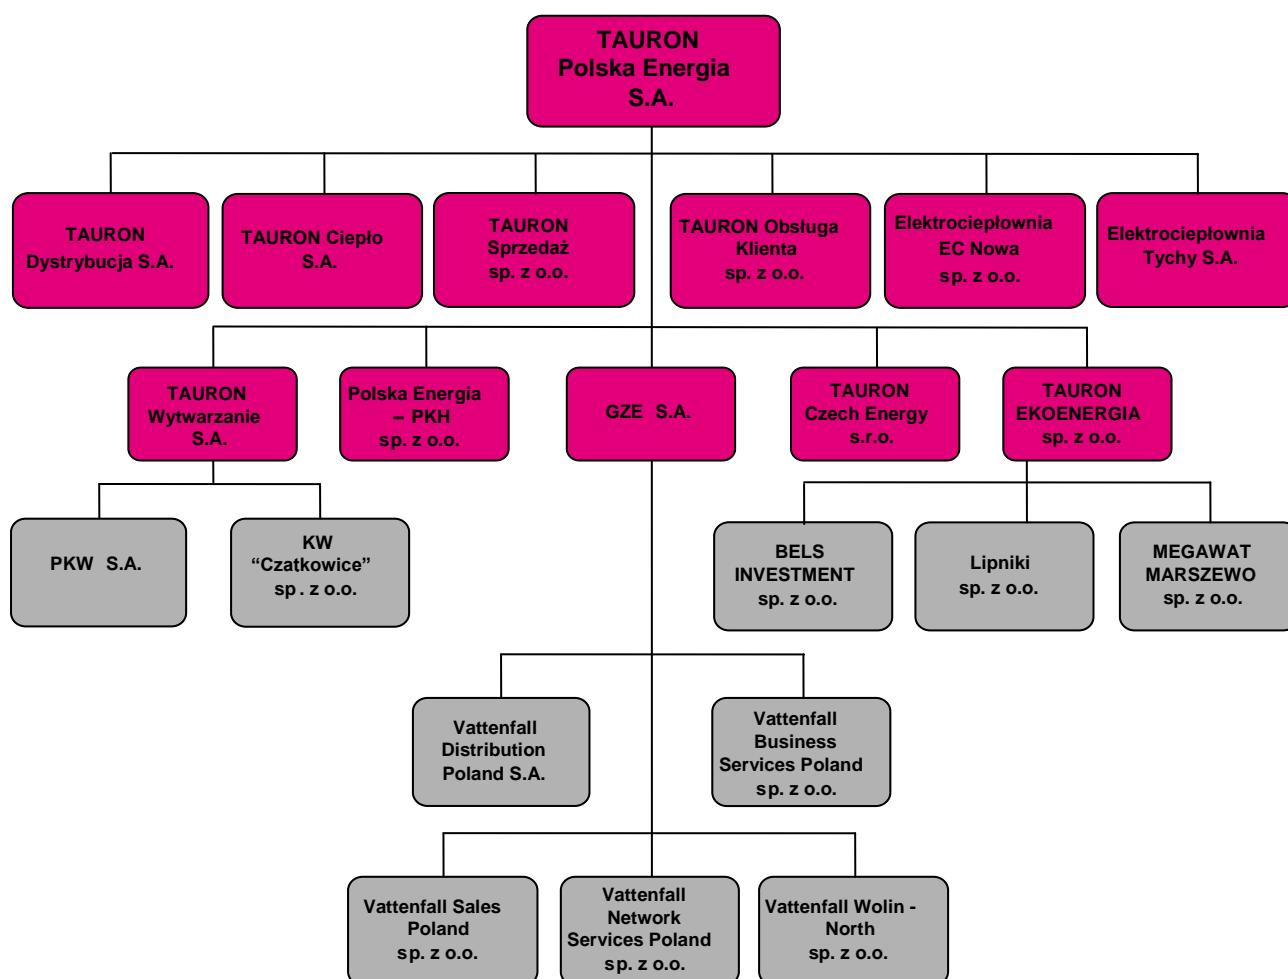 TAURON
Polska Energia
S.A.
TAURON
Dystrybucja S.A.
TAURON Ciepło
S.A.
TAURON
Sprzedaż
sp. z o.o.
TAURON Obsługa
Klienta
sp. z o.o.
Elektrociepłownia
EC Nowa
sp. z o.o.
Elektrociepłownia
Tychy S.A.
TAURON
Wytwarzanie
S.A.
Polska Energia
– PKH
sp. z o.o.
GZE S.A.
TAURON
Czech Energy
s.r.o.
TAURON
EKOENERGIA
sp. z o.o.
PKW S.A.
KW
“Czatkowice”
sp . z o.o.
BELS
INVESTMENT
sp. z o.o.
Lipniki
sp. z o.o.
MEGAWAT
MARSZEWO
sp. z o.o.
Vattenfall
Distribution
Poland S.A.
Vattenfall
Business
Services Poland
sp. z o.o.
Vattenfall Sales
Poland
sp. z o.o.
Vattenfall
Network
Services Poland
sp. z o.o.
Vattenfall Wolin -
North
sp. z o.o.